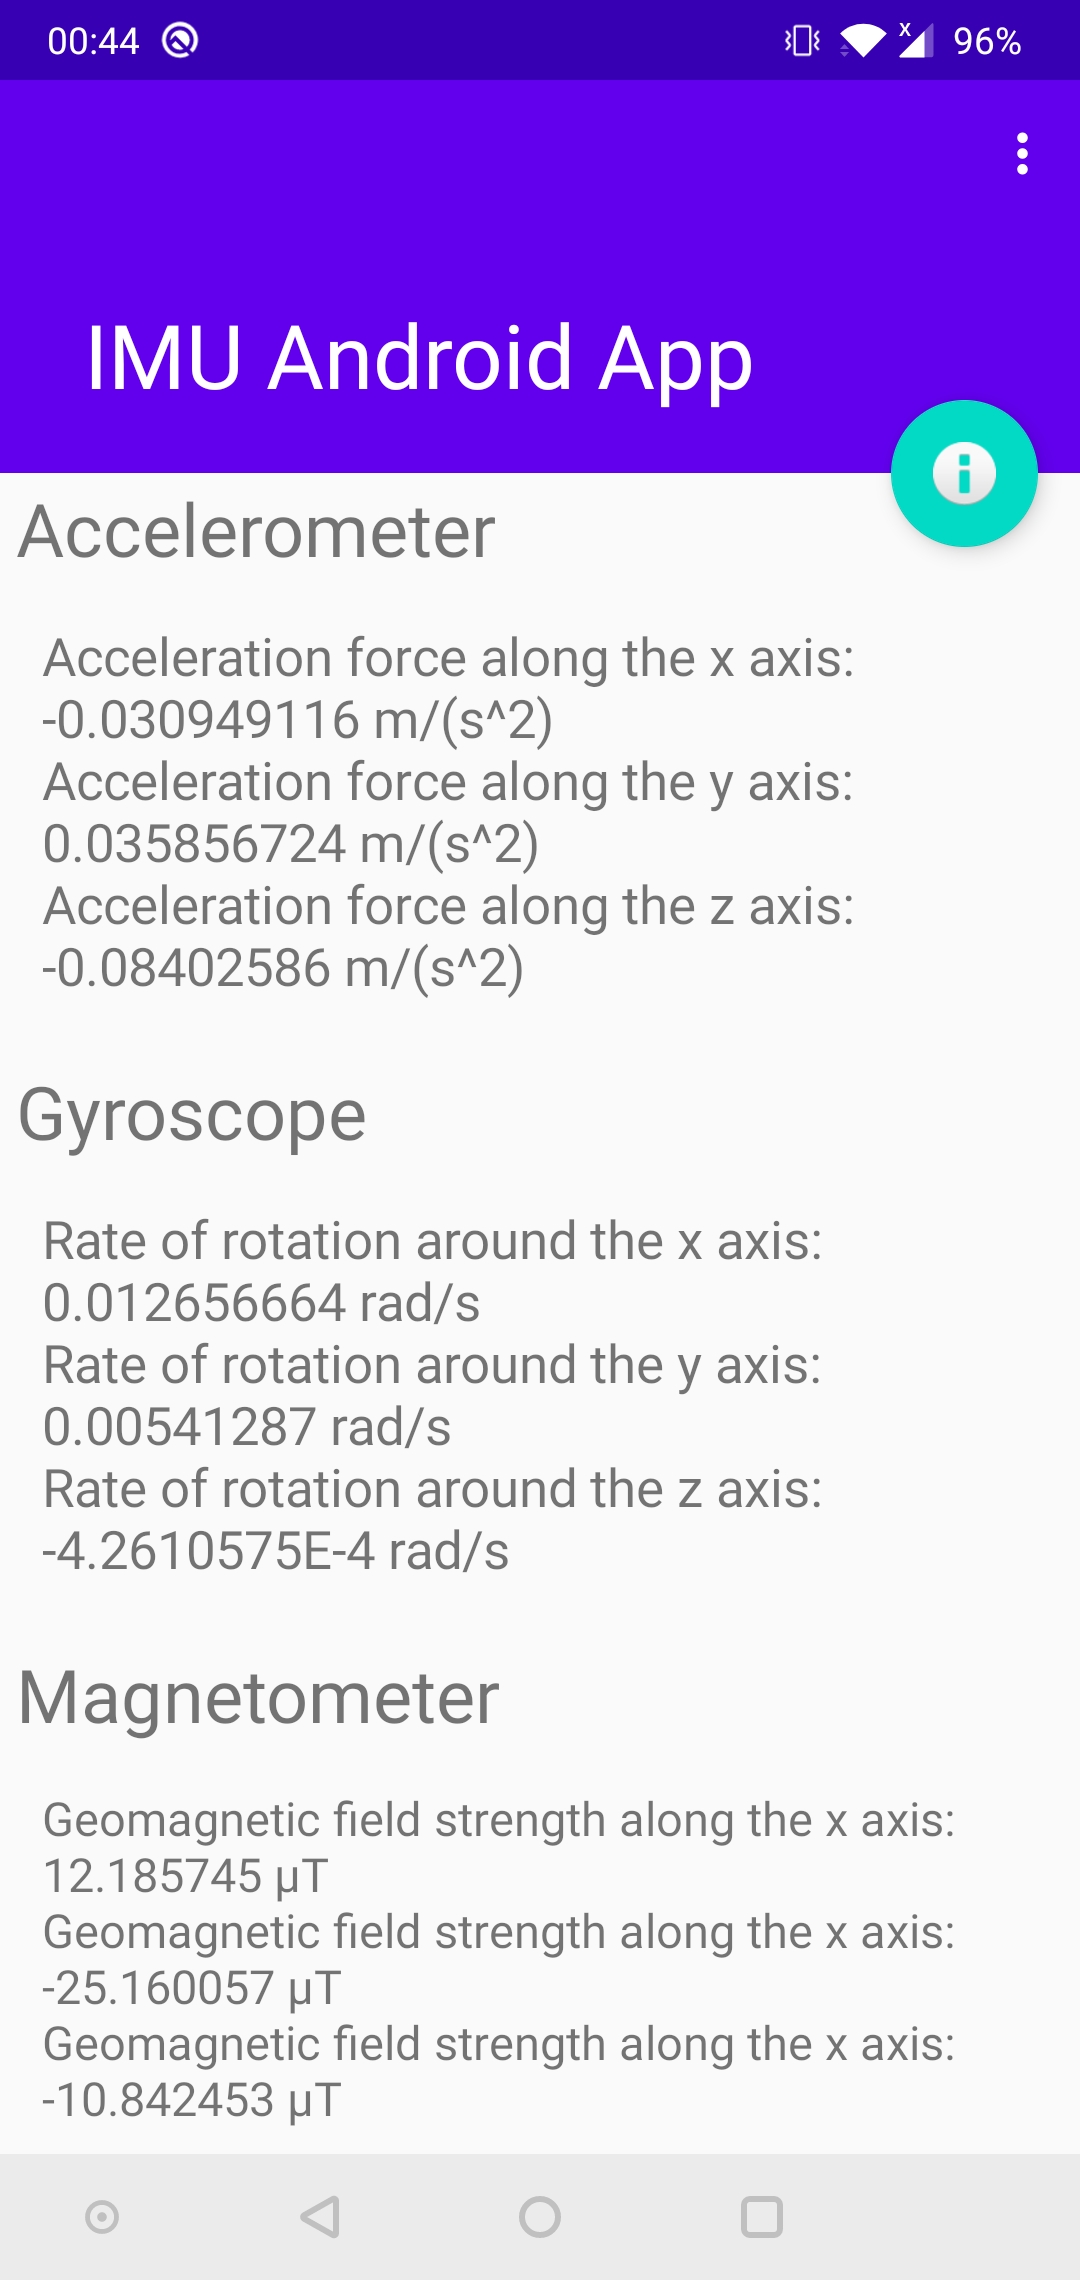 00:44
96%
IMU Android App
Accelerometer
Acceleration force along the x axis:
-0.030949116 m/(s^2)
Acceleration force along the y axis:
0.035856724 m/(s^2)
Acceleration force along the z axis:
-0.08402586 m/(s^2)
Gyroscope
Rate of rotation around the x axis:
0.012656664 rad/s
Rate of rotation around the y axis:
0.00541287 rad/s
Rate of rotation around the z axis:
-4.2610575E-4 rad/s
Magnetometer
Geomagnetic field strength along the x axis:
12.185745 μT
Geomagnetic field strength along the x axis:
-25.160057 μT
Geomagnetic field strength along the x axis:
-10.842453 μT